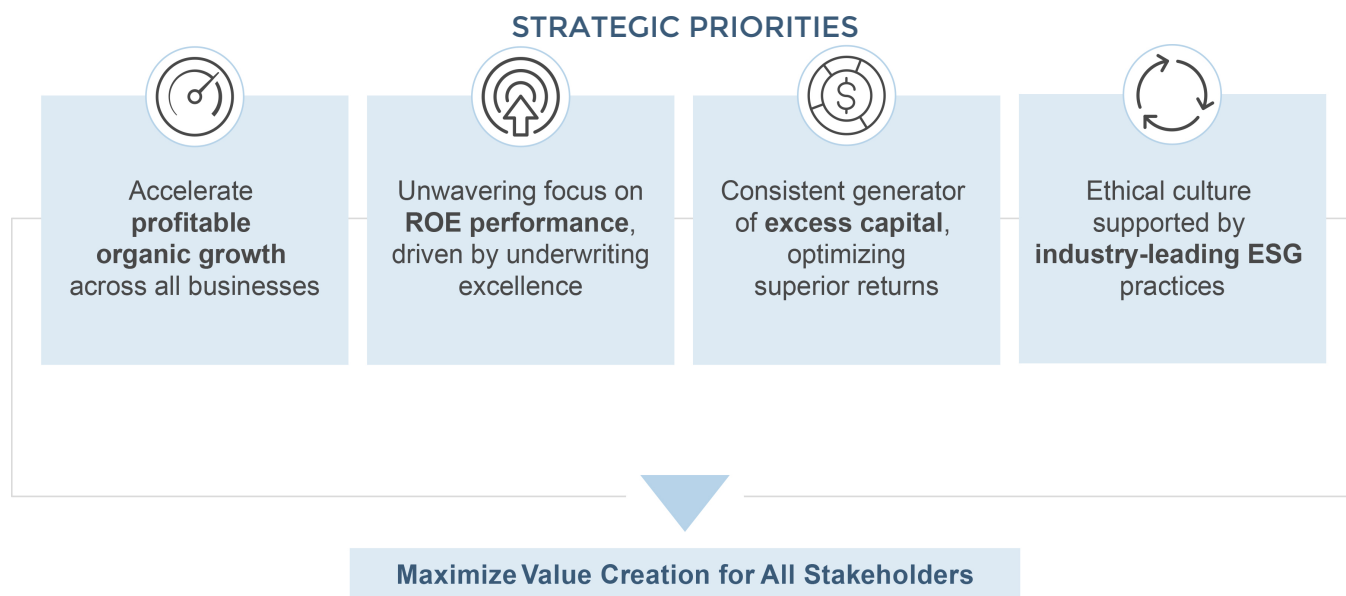 STRATEGIC PRIORITIES
Accelerate
profitable
organic growth
across all businesses
Unwavering focus on
ROE performance,
driven by underwriting
excellence
Consistent generator
of excess capital,
optimizing
superior returns
Ethical culture
supported by
industry-leading ESG
practices
Maximize Value Creation for All Stakeholders